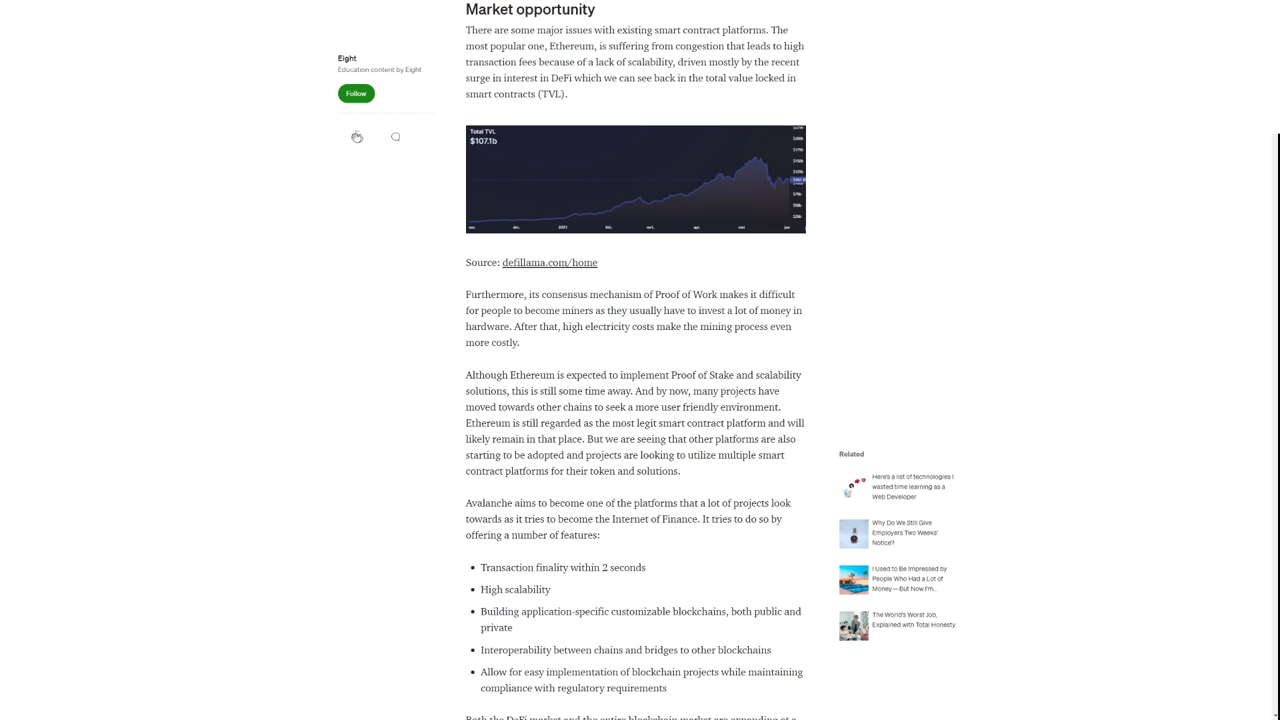 Market opportunity
There are some major issues with existing smart contract platforms. The
most popular one, Ethereum, is suffering from congestion that leads to high
transaction fees because of a lack of scalability, driven mostly by the recent
surge in interest in DeFi which we can see back in the total value locked in
smart contracts (TVL).
Eight
Education content by Eight
Follow
Total TVL
$107.1b
2021
Source: defillama.com/home
Furthermore, its consensus mechanism of Proof of Work makes it difficult
for people to become miners as they usually have to invest a lot of money in
hardware. After that, high electricity costs make the mining process even
more costly.
Although Ethereum is expected to implement Proof of Stake and scalability
solutions, this is still some time away. And by now, many projects have
moved towards other chains to seek a more user friendly environment.
Ethereum is still regarded as the most legit smart contract platform and will
likely remain in that place. But we are seeing that other platforms are also
starting to be adopted and projects are looking to utilize multiple smart
contract platforms for their token and solutions.
Avalanche aims to become one of the platforms that a lot of projects look
towards as it tries to become the Internet of Finance. It tries to do so by
offering a number of features:
Transaction finality within 2 seconds
High scalability
Building application-specific customizable blockchains, both public and
private
Interoperability between chains and bridges to other blockchains
Allow for easy implementation of blockchain projects while maintaining
compliance with regulatory requirements
Both the DeFi market and the entire blockchain market are expanding at a
Related
Here's a list of technologies I
wasted time learning as a
Web Developer
Why Do We Still Give
Employers Two Weeks'
Notice?
I Used to Be Impressed by
People Who Had a Lot of
Money—But Now I'm...
The World's Worst Job,
Explained with Total Honesty